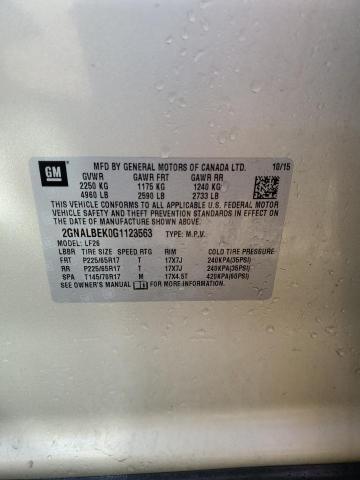 GM
MFD BY GENERAL MOTORS OF CANADA LTD. 10/15
GVWR GAWR FRT GAWR RR
2250 KG 1175 KG 1240 KG
4960 LB 2590 LB 2733 LB
THIS VEHICLE CONFORMS TO ALL APPLICABLE U.S. FEDERAL MOTOR
VEHICLE SAFETY AND THEFT PREVENTION STANDARDS IN EFFECT ON THE
DATE OF MANUFACTURE SHOWN ABOVE.
2GNALBEK0G1123563 TYPE: M.P.V.
MODEL: LF26
LBBR TIRE SIZE SPEED RTG RIM COLD TIRE PRESSURE
FRT P225/65R17 T 17X7J 240KPA(35PSI)
RR P225/65R17 T 17X7J 240KPA(35PSI)
SPA T145/70R17 M 17X4.5T 420KPA(60PSI)
SEE OWNER'S MANUAL FOR MORE INFORMATION.